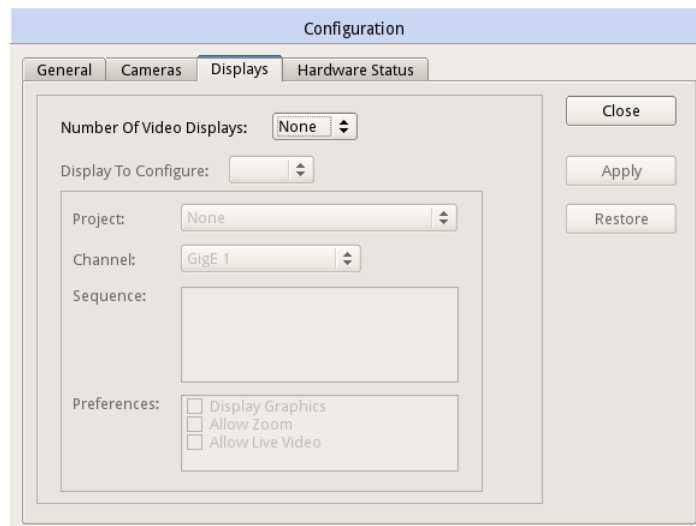 Configuration
General Cameras Displays Hardware Status
Number Of Video Displays: None Close
Display To Configure: Apply
Project: None Restore
Channel: GigE 1
Sequence:
Preferences: Display Graphics
Allow Zoom
Allow Live Video